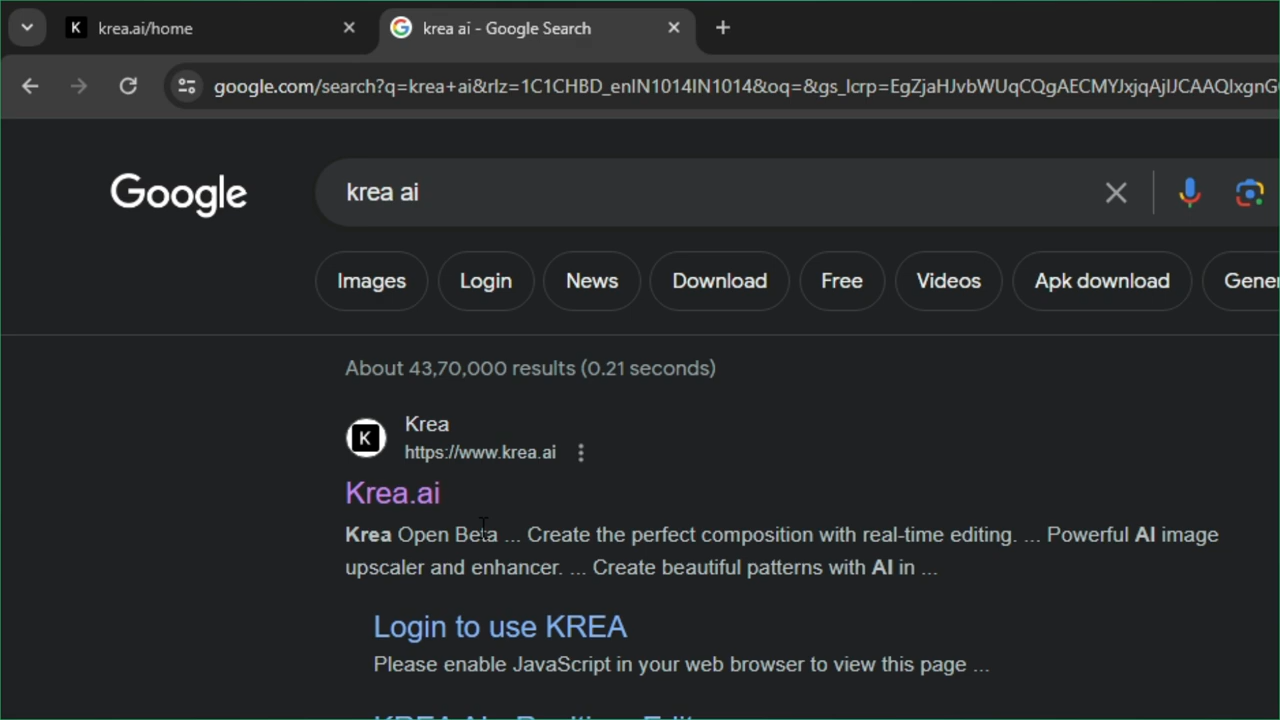 K krea.ai/home
krea ai - Google Search
google.com/search?q=krea+ai&rlz=1C1CHBD_enIN1014IN1014&oq=&gs_lcrp=
Google
krea ai
Images Login News Download Free Videos Apk download Gener
About 43,70,000 results (0.21 seconds)
K
Krea
https://www.krea.ai
Krea.ai
Krea Open Beta ... Create the perfect composition with real-time editing. ... Powerful AI image
upscaler and enhancer. ... Create beautiful patterns with AI in ...
Login to use KREA
Please enable JavaScript in your web browser to view this page ...